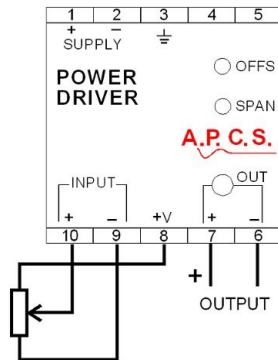 1 2 3 4 5
+ −
SUPPLY
OFFS
POWER
DRIVER
SPAN
A.P.C.S.
INPUT
OUT
+ − +V + −
10 9 8 7 6
+
OUTPUT